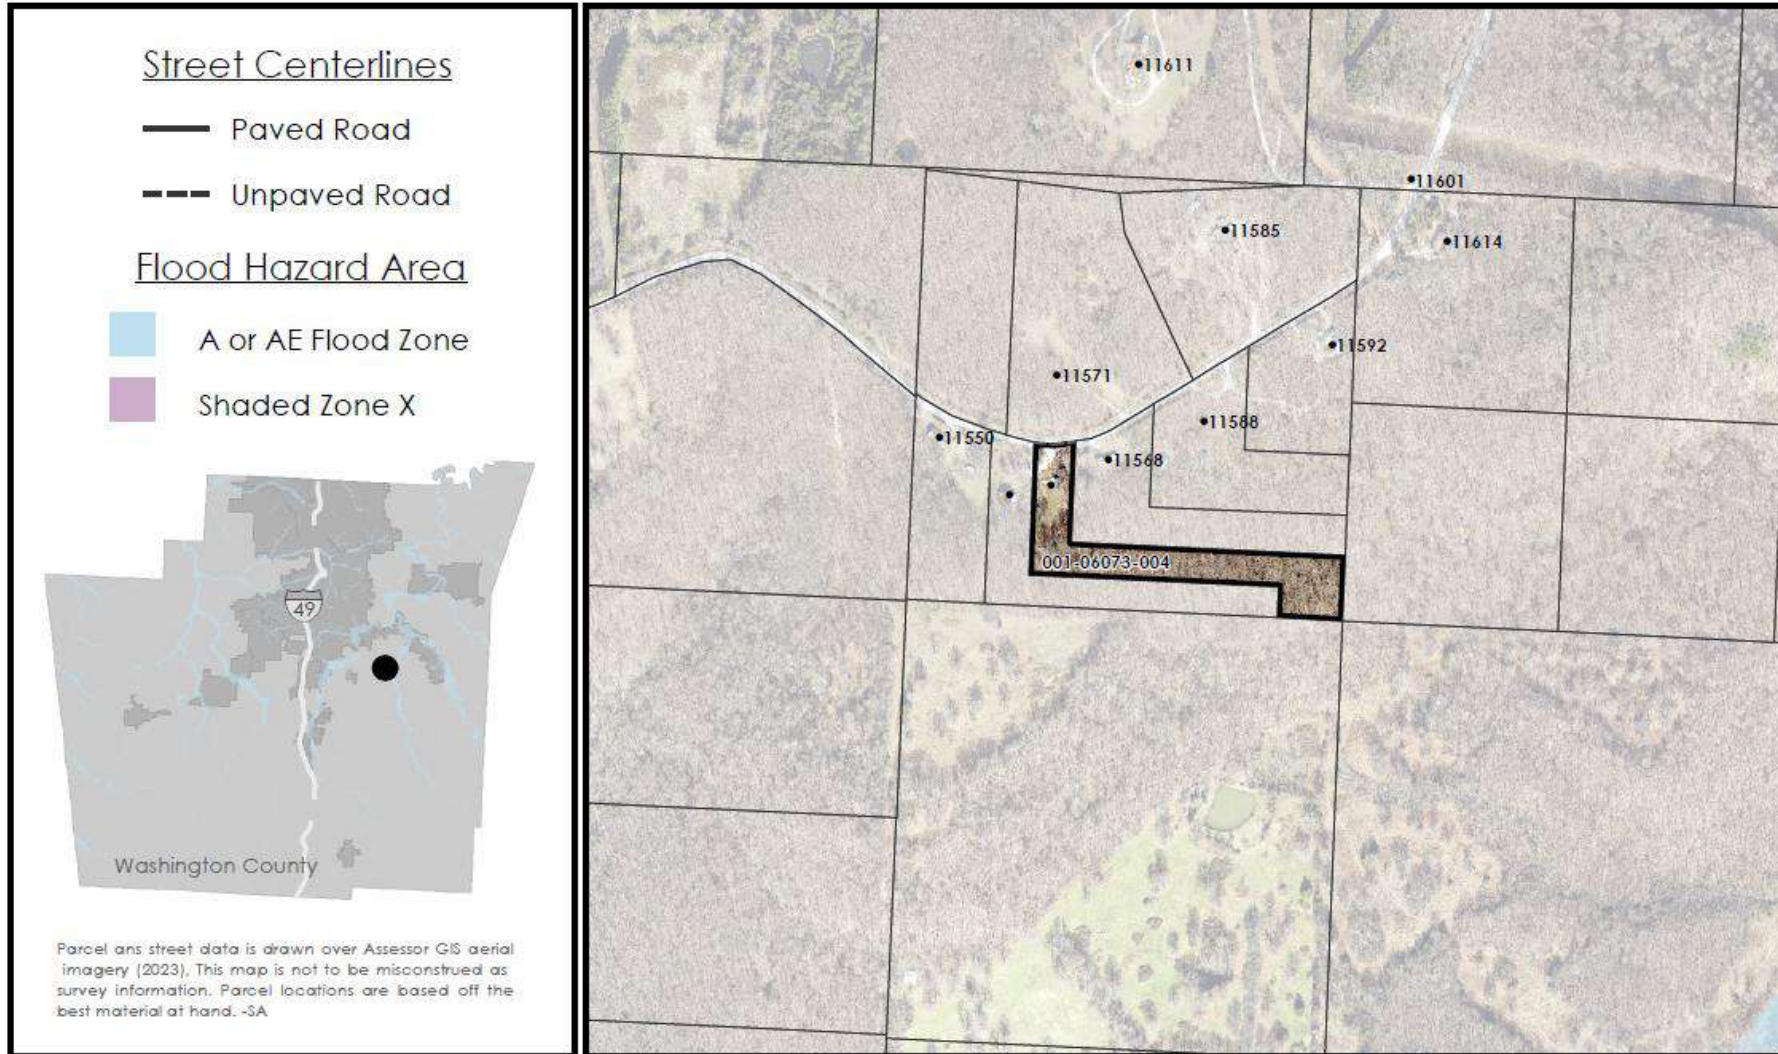 Street Centerlines
Paved Road
Unpaved Road
Flood Hazard Area
A or AE Flood Zone
Shaded Zone X
49
Washington County
Parcel ans street data is drawn over Assessor GIS aerial
imagery (2023). This map is not to be misconstrued as
survey information. Parcel locations are based off the
best material at hand. -SA
11611
11601
11585
11614
11592
11571
11588
11550
11568
001-06073-004